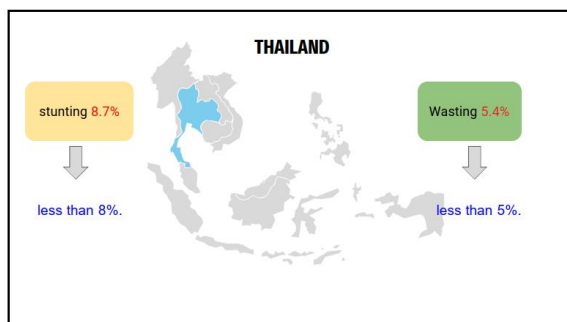 THAILAND
stunting 8.7%
less than 8%.
Wasting 5.4%
less than 5%.